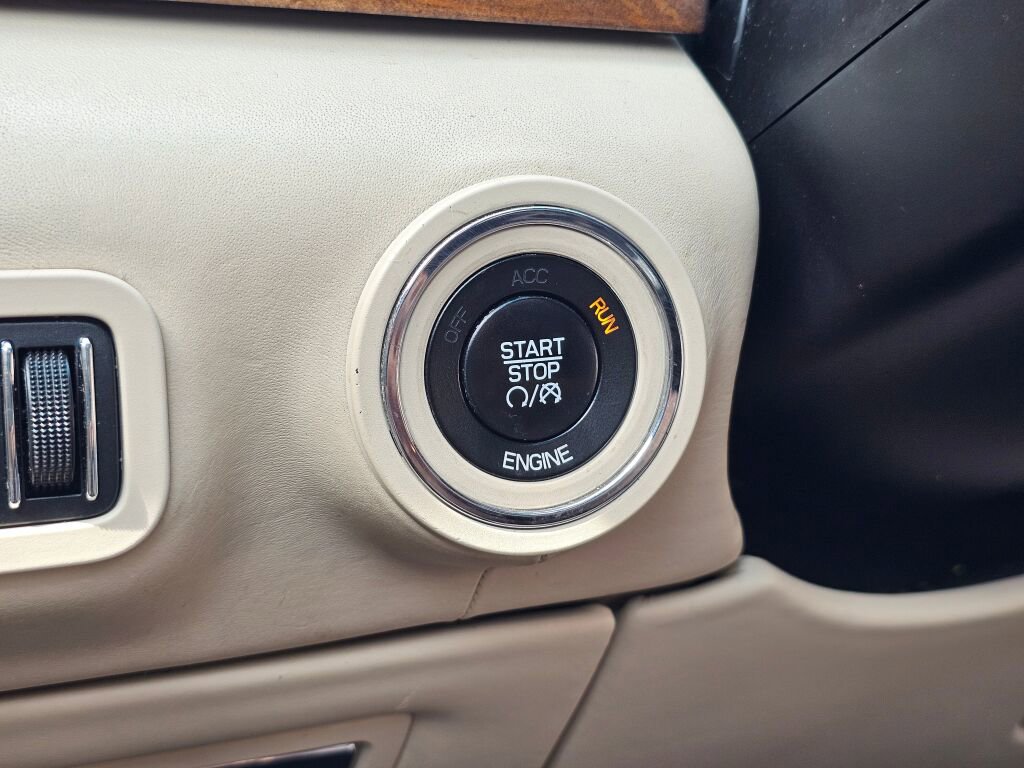 ACC
OFF
RUN
START
STOP
ENGINE